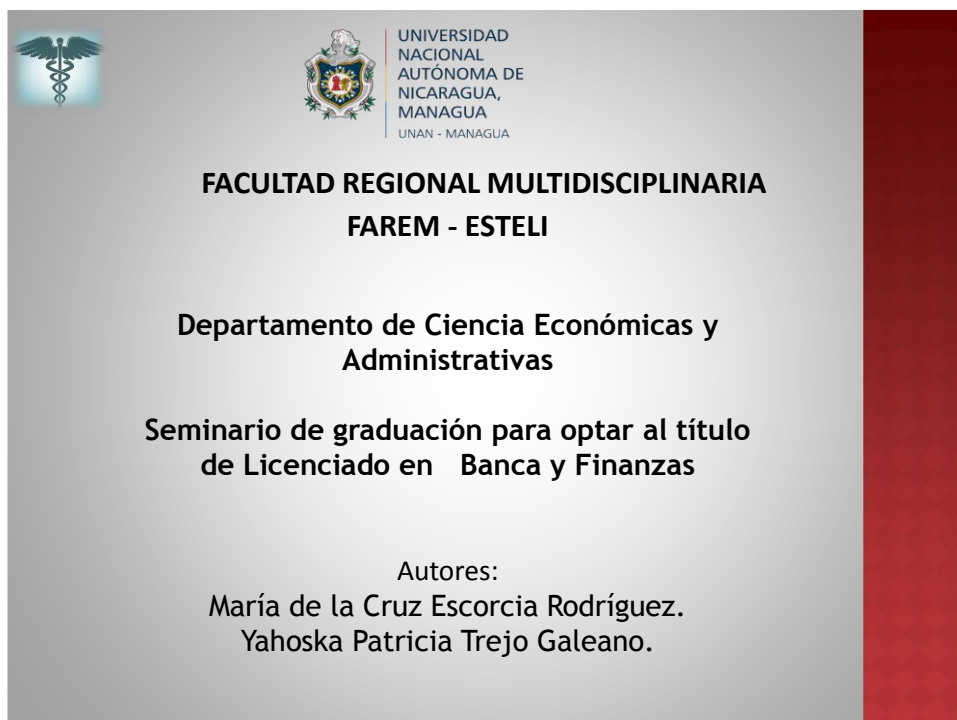 UNIVERSIDAD
NACIONAL
AUTÓNOMA DE
NICARAGUA,
MANAGUA
UNAN - MANAGUA
FACULTAD REGIONAL MULTIDISCIPLINARIA
FAREM - ESTELI
Departamento de Ciencia Económicas y
Administrativas
Seminario de graduación para optar al título
de Licenciado en Banca y Finanzas
Autores:
María de la Cruz Escorcia Rodríguez.
Yahoska Patricia Trejo Galeano.